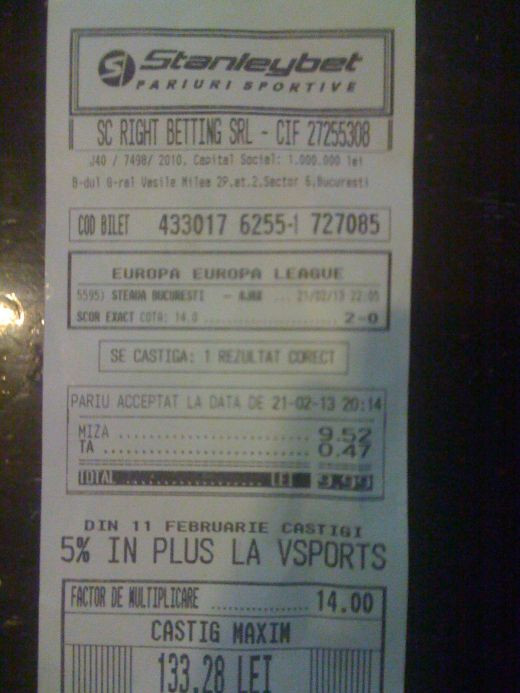 Stanleybet
PARIURI SPORTIVE
SC RIGHT BETTING SRL - CIF 27255308
J40 / 7498/ 2010, Capital Social: 1.000.000 lei
B-dul G-ral Vasile Milea 2P.et.2.Sector 6.Bucuresti
COD BILET 433017 6255-1 727085
EUROPA EUROPA LEAGUE
5595) STEAUA BUCURESTI - AJAX ... 21/02/13 22:05
SCOR EXACT COTA: 14.0 ........................ 2-0
SE CASTIGA: 1 REZULTAT CORECT
PARIU ACCEPTAT LA DATA DE 21-02-13 20:14
MIZA ........................ 9.52
TA ........................ 0.47
TOTAL ................ LEI 9.99
DIN 11 FEBRUARIE CASTIGI
5% IN PLUS LA VSPORTS
FACTOR DE MULTIPLICARE ............ 14.00
CASTIG MAXIM
133.28 LEI